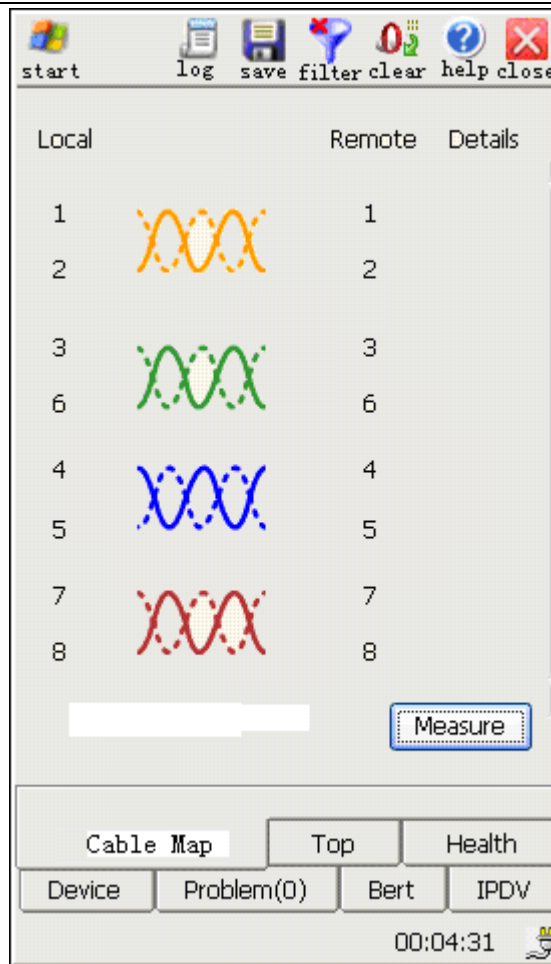 start log save filter clear help close
Local Remote Details
1 1
2 2
3 3
6 6
4 4
5 5
7 7
8 8
Measure
Cable Map Top Health
Device Problem(0) Bert IPDV
00:04:31